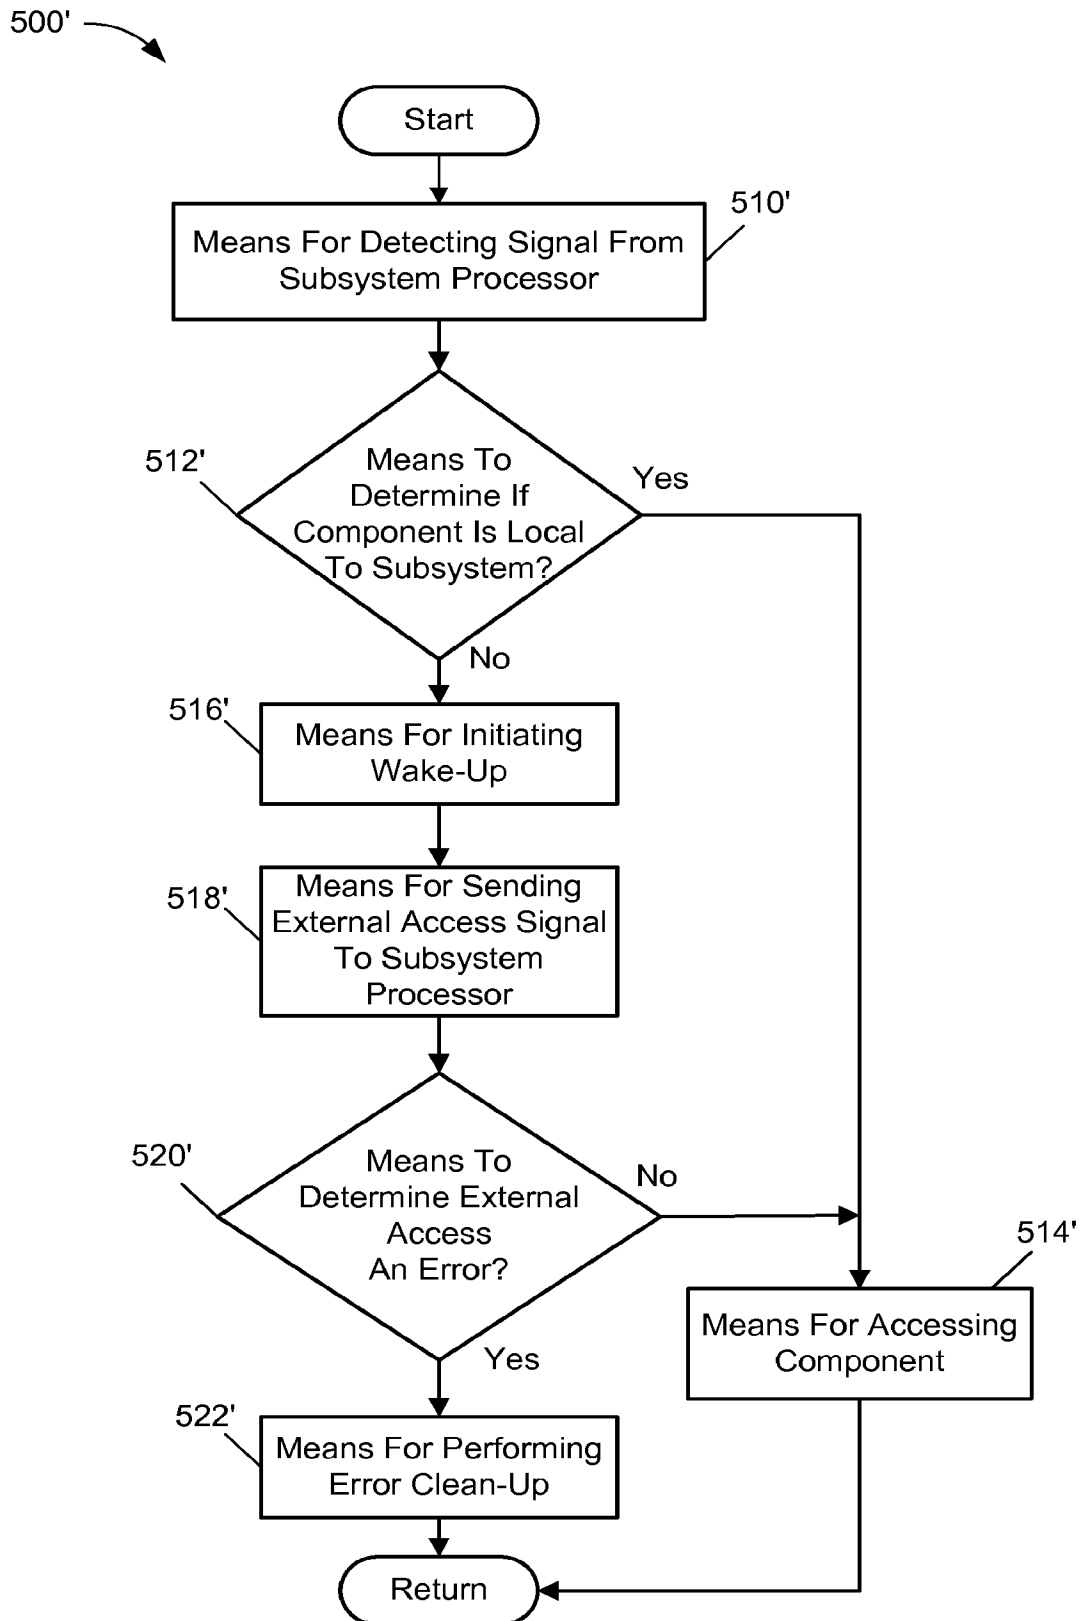 500'
Start
510'
Means For Detecting Signal From
Subsystem Processor
512'
Means To
Determine If
Component Is Local
To Subsystem?
Yes
No
516'
Means For Initiating
Wake-Up
518'
Means For Sending
External Access Signal
To Subsystem
Processor
520'
Means To
Determine External
Access
An Error?
No
514'
Means For Accessing
Component
Yes
522'
Means For Performing
Error Clean-Up
Return